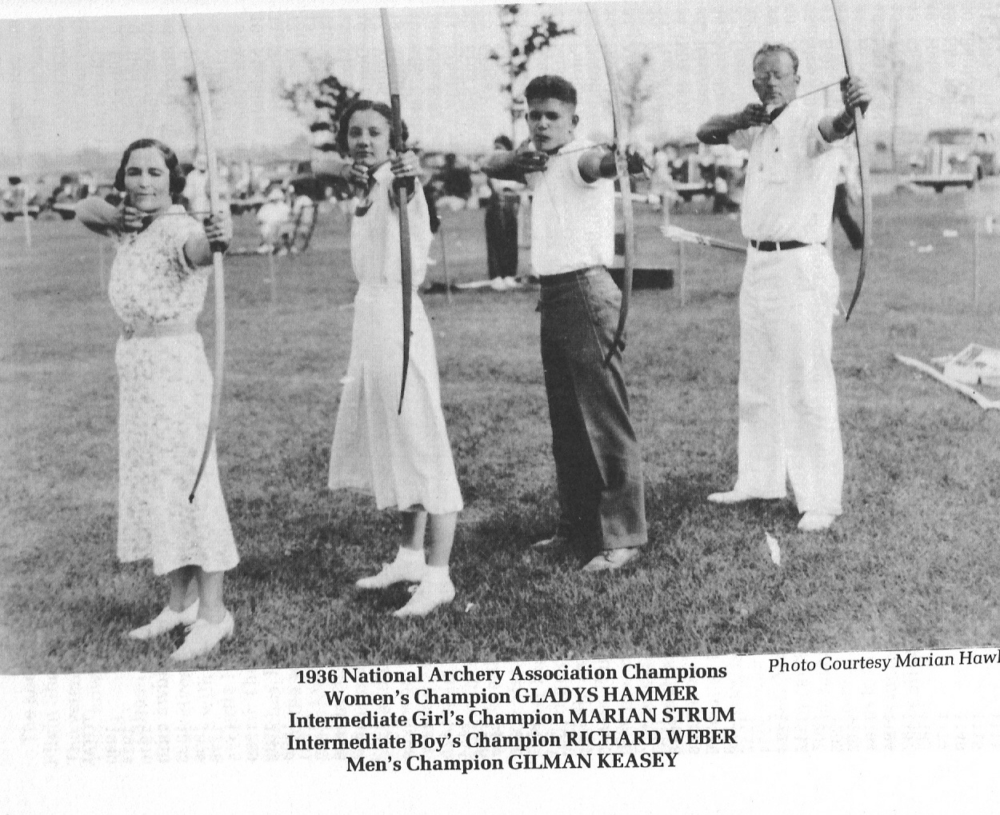 1936 National Archery Association Champions
Photo Courtesy Marian Hawl
Women's Champion GLADYS HAMMER
Intermediate Girl's Champion MARIAN STRUM
Intermediate Boy's Champion RICHARD WEBER
Men's Champion GILMAN KEASEY